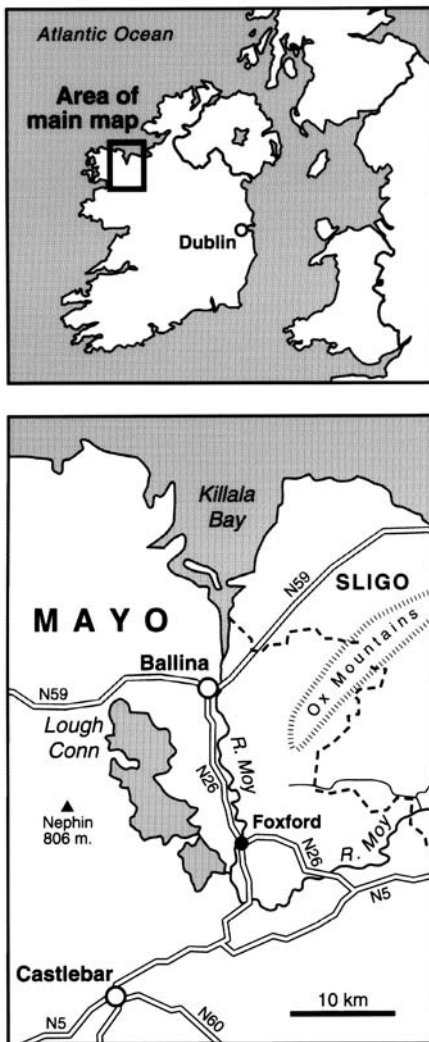 Atlantic Ocean
Area of
main map
Dublin
Killala
Bay
N59
SLIGO
MAYO
Ox Mountains
Ballina
N59
Lough
Conn
R. Moy
N26
Nephin
806 m.
Foxford
N26
R. Moy
N5
Castlebar
10 km
N5
N60